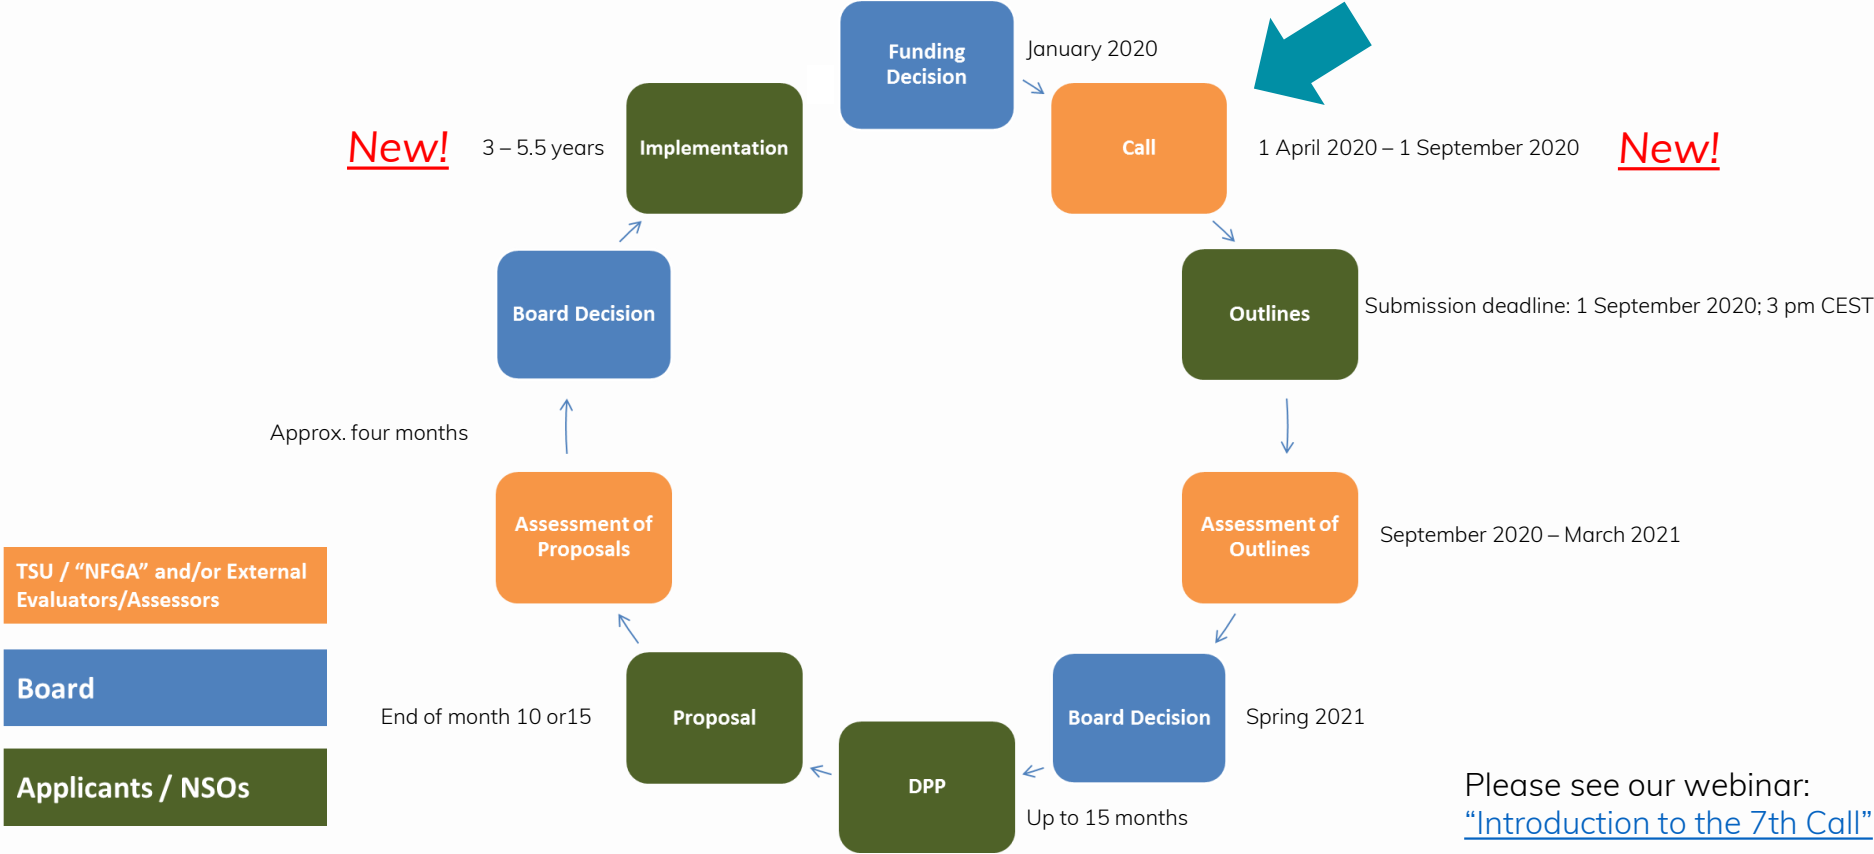 Funding
Decision
January 2020
New!
3 – 5.5 years
Implementation
Call
1 April 2020 – 1 September 2020
New!
Board Decision
Outlines
Submission deadline: 1 September 2020; 3 pm CEST
Approx. four months
Assessment of
Proposals
Assessment of
Outlines
September 2020 – March 2021
TSU / “NFGA” and/or External
Evaluators/Assessors
Board
End of month 10 or15
Proposal
Board Decision
Spring 2021
Applicants / NSOs
DPP
Up to 15 months
Please see our webinar:
“Introduction to the 7th Call”